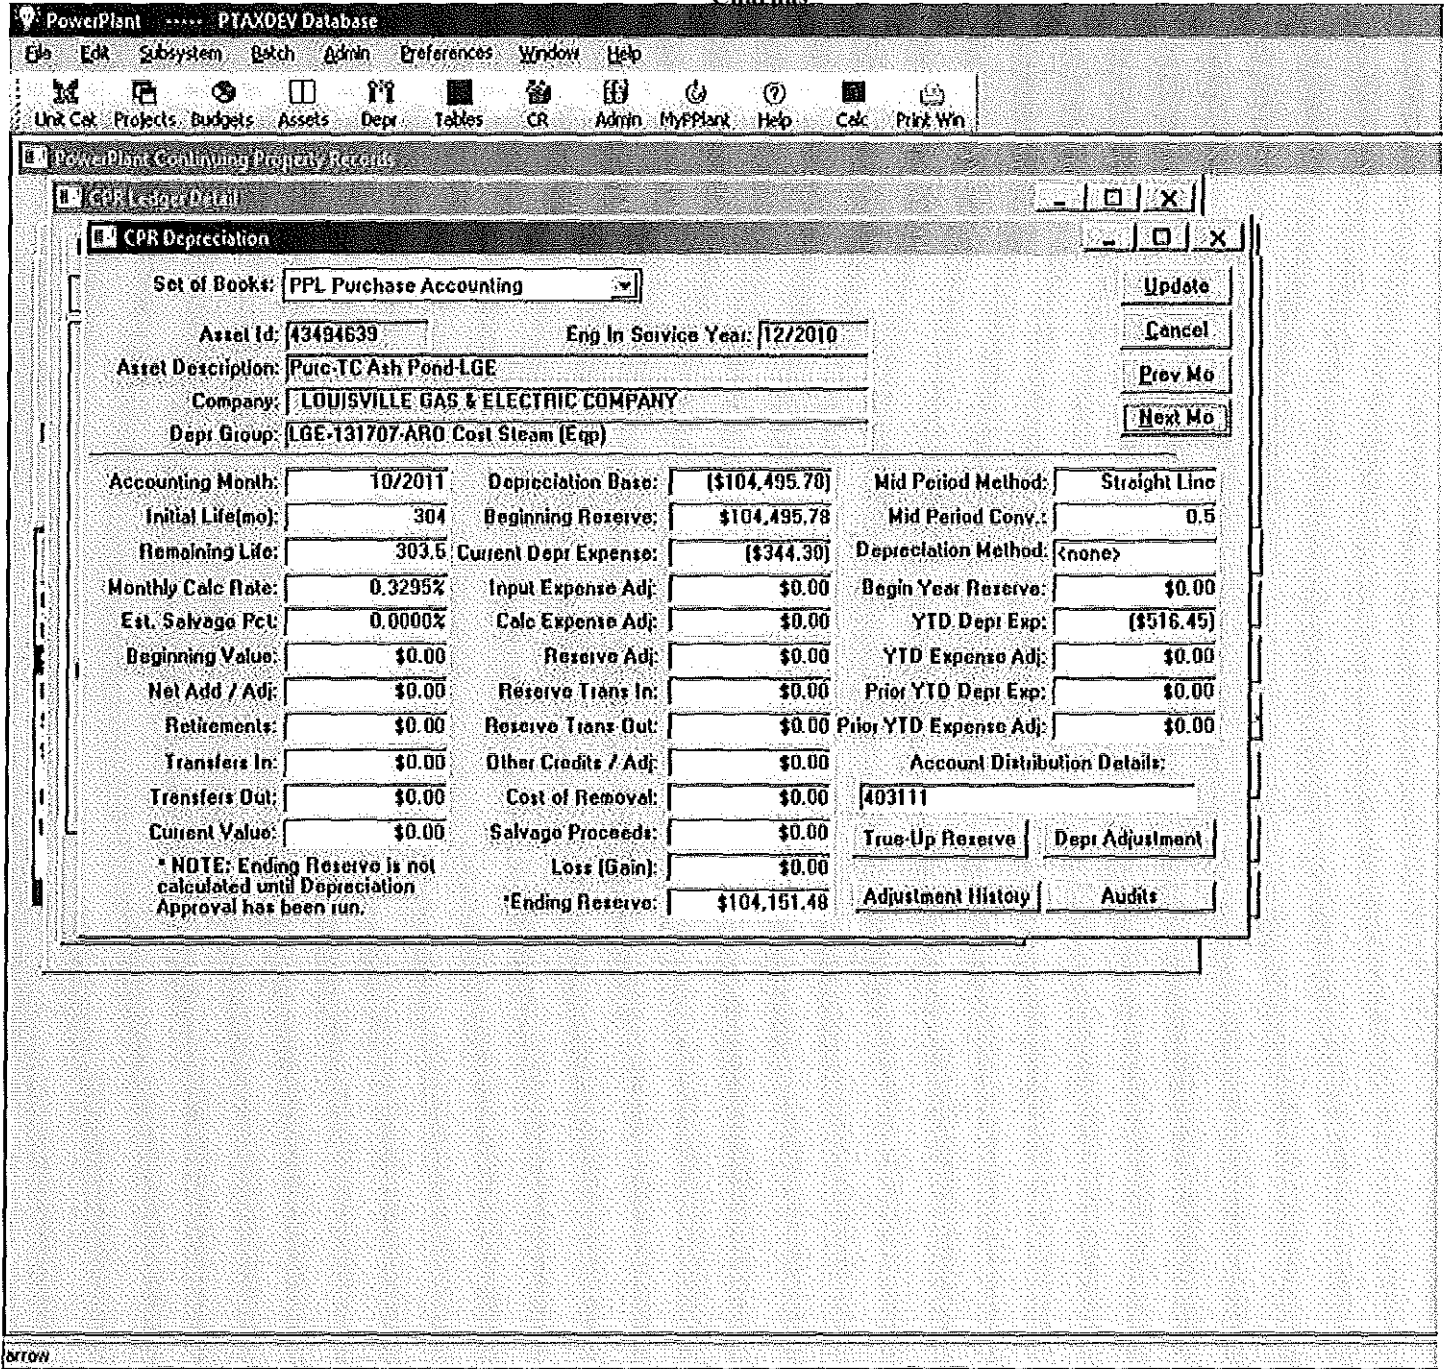 PowerPlant ----- PTAXDEV Database
File Edit Subsystem Batch Admin Preferences Window Help
Unit Cat Projects Budgets Assets Depr Tables CR Admin MyPPlant Help Calc Print Win
PowerPlant Continuing Property Records
CPR Ledger Detail
CPR Depreciation
Set of Books: PPL Purchase Accounting Update
Asset Id: 43494639 Eng In Service Year: 12/2010 Cancel
Asset Description: Purc-TC Ash Pond-LGE Prev Mo
Company: LOUISVILLE GAS & ELECTRIC COMPANY
Next Mo
Depr Group: LGE-131707-ARO Cost Steam (Eqp)
Accounting Month: 10/2011 Depreciation Base: ($104,495.78) Mid Period Method: Straight Line
Initial Life(mo): 304 Beginning Reserve: $104,495.78 Mid Period Conv.: 0.5
Remaining Life: 303.5 Current Depr Expense: ($344.30) Depreciation Method: <none>
Monthly Calc Rate: 0.3295% Input Expense Adj: $0.00 Begin Year Reserve: $0.00
Est. Salvage Pct: 0.0000% Calc Expense Adj: $0.00 YTD Depr Exp: ($516.45)
Beginning Value: $0.00 Reserve Adj: $0.00 YTD Expense Adj: $0.00
Net Add / Adj: $0.00 Reserve Trans In: $0.00 Prior YTD Depr Exp: $0.00
Retirements: $0.00 Reserve Trans Out: $0.00 Prior YTD Expense Adj: $0.00
Transfers In: $0.00 Other Credits / Adj: $0.00 Account Distribution Details:
Transfers Out: $0.00 Cost of Removal: $0.00 403111
Current Value: $0.00 Salvage Proceeds: $0.00 True-Up Reserve Depr Adjustment
* NOTE: Ending Reserve is not Loss (Gain): $0.00
calculated until Depreciation
Approval has been run. *Ending Reserve: $104,151.48 Adjustment History Audits
arrow